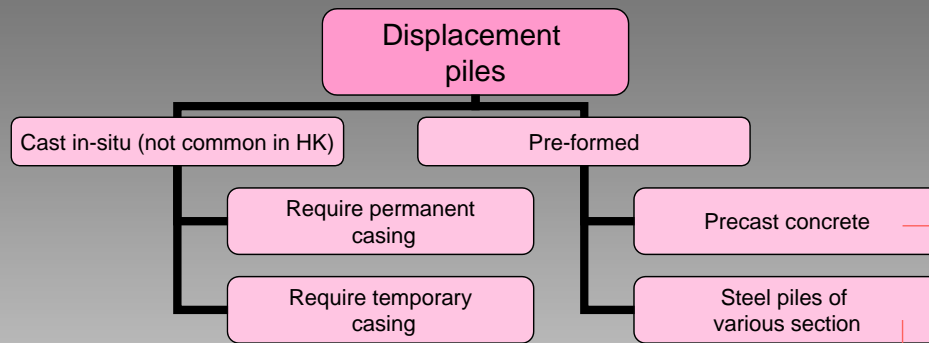 Displacement
piles
Cast in-situ (not common in HK)
Pre-formed
Require permanent
casing
Precast concrete
Require temporary
casing
Steel piles of
various section